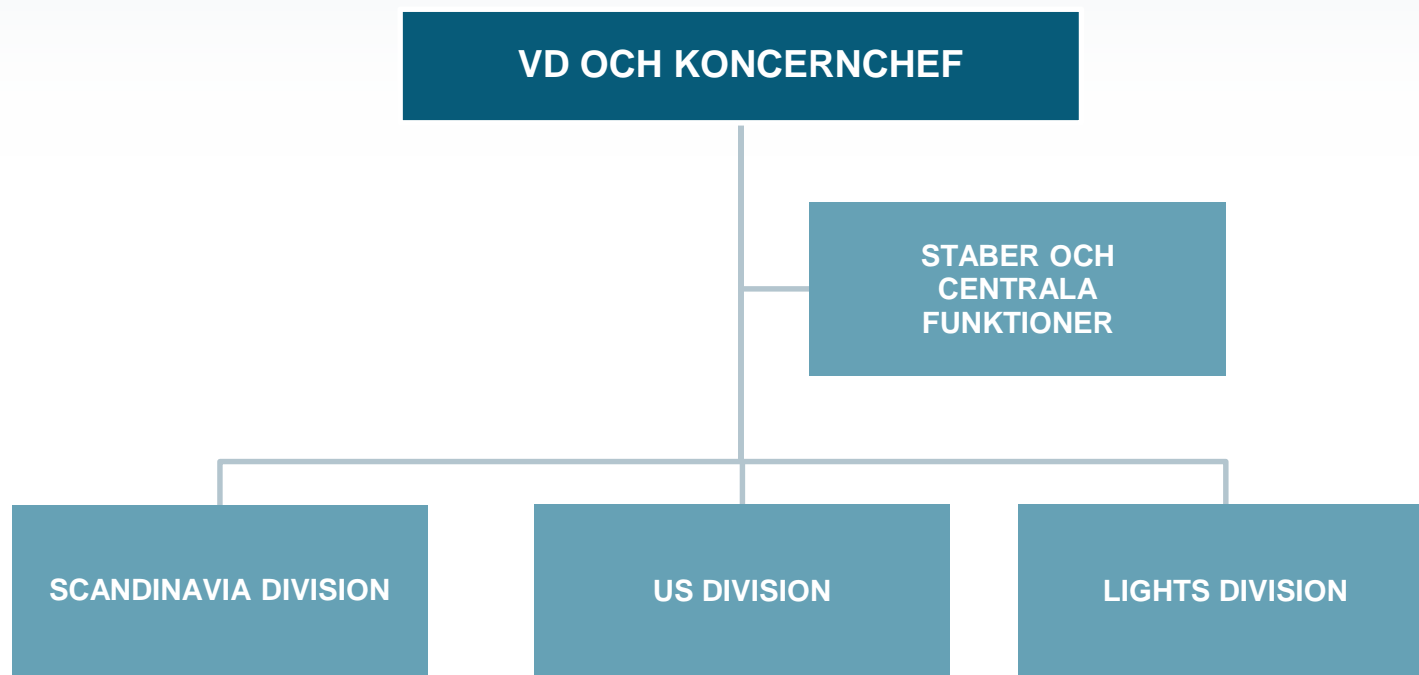 VD OCH KONCERNCHEF
STABER OCH
CENTRALA
FUNKTIONER
SCANDINAVIA DIVISION
US DIVISION
LIGHTS DIVISION